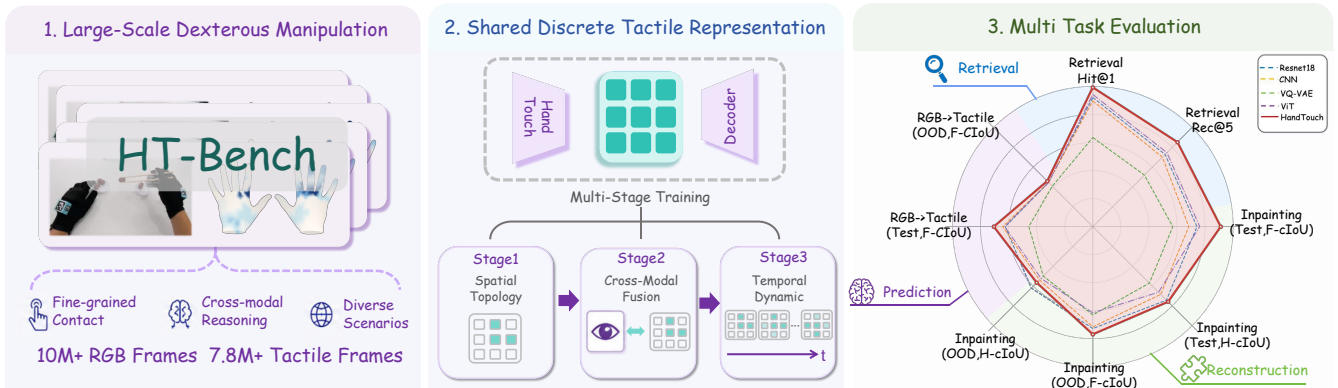 1. Large-Scale Dexterous Manipulation
HT-Bench
Fine-grained
Contact
Cross-modal
Reasoning
Diverse
Scenarios
10M+ RGB Frames
7.8M+ Tactile Frames
2. Shared Discrete Tactile Representation
Hand
Touch
Decoder
Multi-Stage Training
Stage1
Spatial
Topology
Stage2
Cross-Modal
Fusion
Stage3
Temporal
Dynamic
t
3. Multi Task Evaluation
Resnet18
CNN
VQ-VAE
ViT
HandTouch
Retrieval
Retrieval
Hit@1
Retrieval
Rec@5
Inpainting
(Test,F-cIoU)
Inpainting
(Test,H-cIoU)
Inpainting
(OOD,F-cIoU)
Inpainting
(OOD,H-cIoU)
RGB→Tactile
(Test,F-CIoU)
RGB→Tactile
(OOD,F-CIoU)
Prediction
Reconstruction